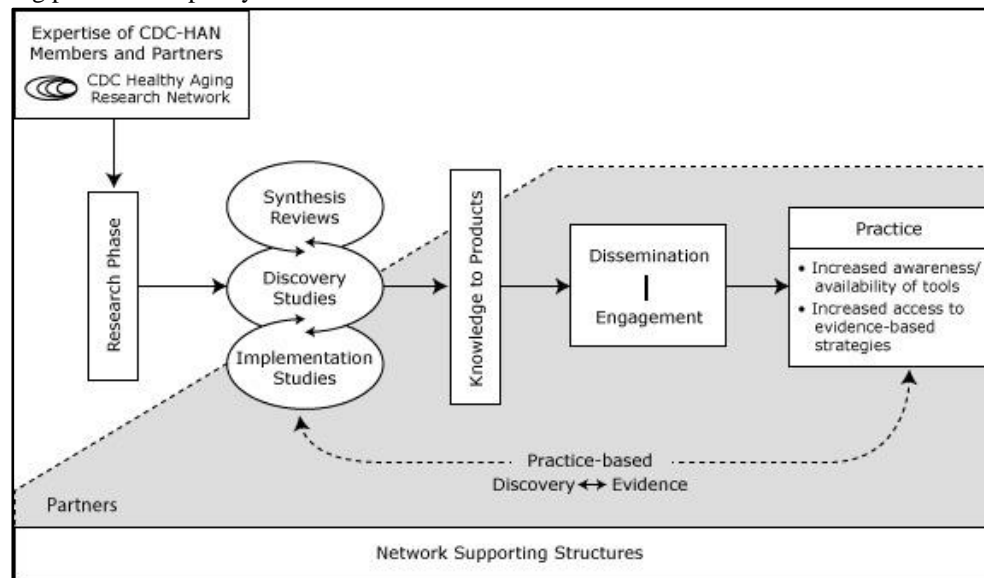 Expertise of CDC-HAN
Members and Partners
CDC Healthy Aging
Research Network
Research Phase
Synthesis
Reviews
Discovery
Studies
Implementation
Studies
Knowledge to Products
Dissemination
Engagement
Practice
• Increased awareness/
availability of tools
• Increased access to
evidence-based
strategies
Practice-based
Discovery ↔ Evidence
Partners
Network Supporting Structures